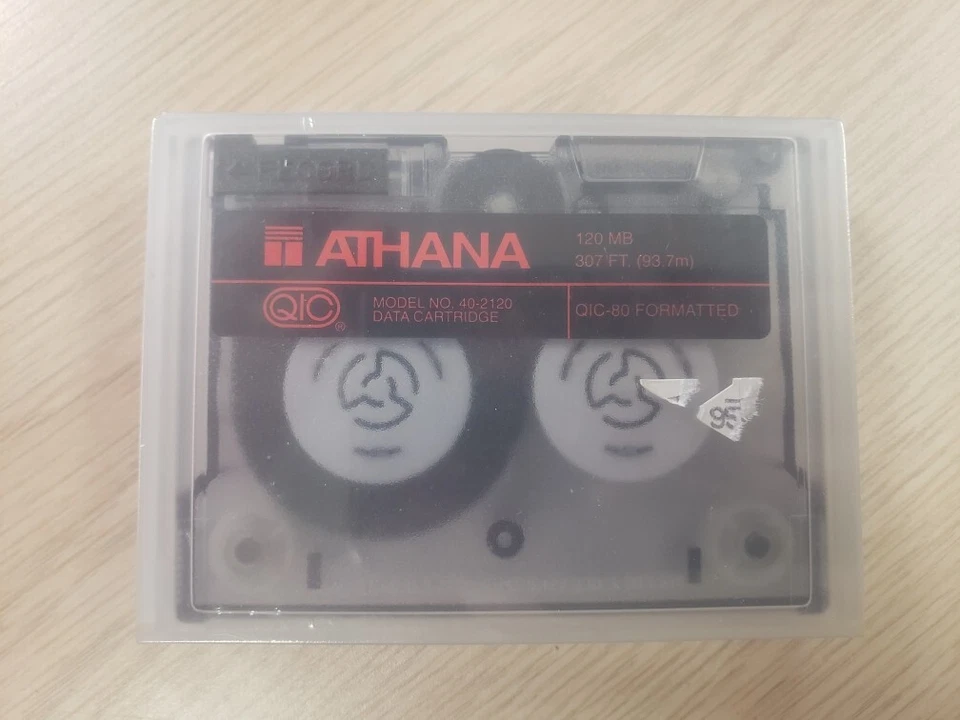 ATHANA
120 MB
307 FT. (93.7m)
QIC®
MODEL NO. 40-2120
DATA CARTRIDGE
QIC-80 FORMATTED